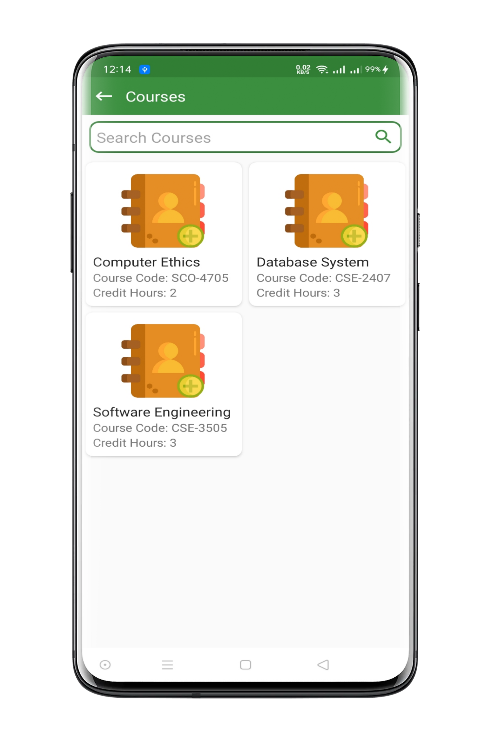 12:14 0.02 KB/S 99%
Courses
Search Courses
Computer Ethics
Course Code: SCO-4705
Credit Hours: 2
Database System
Course Code: CSE-2407
Credit Hours: 3
Software Engineering
Course Code: CSE-3505
Credit Hours: 3